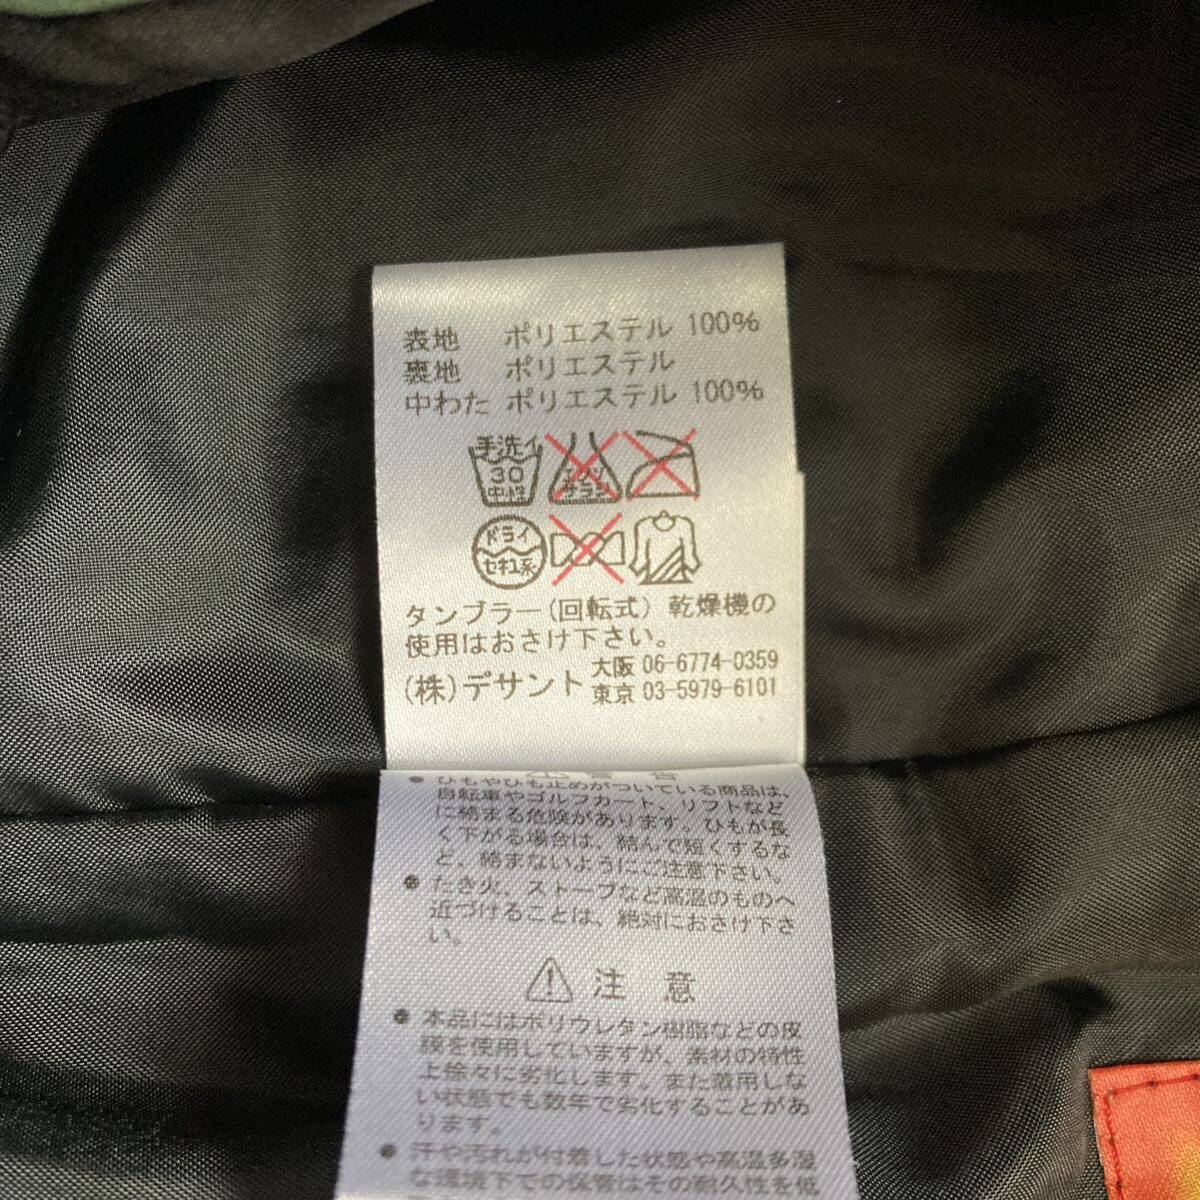 表地 ポリエステル 100%
裏地 ポリエステル
中わた ポリエステル 100%
手洗イ
30
中性
エンソ
サラシ
ドライ
セキユ系
タンブラー(回転式) 乾燥機の
使用はおさけ下さい。
(株)デサント
大阪 06-6774-0359
東京 03-5979-6101
⚠ 警 告
● ひもやひも止めがついている商品は、
自転車やゴルフカート、リフトなど
に絡まる危険があります。ひもが長
く下がる場合は、結んで短くするな
ど、絡まないようにご注意下さい。
● たき火、ストーブなど高温のものへ
近づけることは、絶対におさけ下さ
い。
⚠ 注 意
● 本品にはポリウレタン樹脂などの皮
膜を使用していますが、素材の特性
上徐々に劣化します。また着用しな
い状態でも数年で劣化することがあ
ります。
● 汗や汚れが付着した状態や高温多湿
な環境下での保管はその耐久性を低